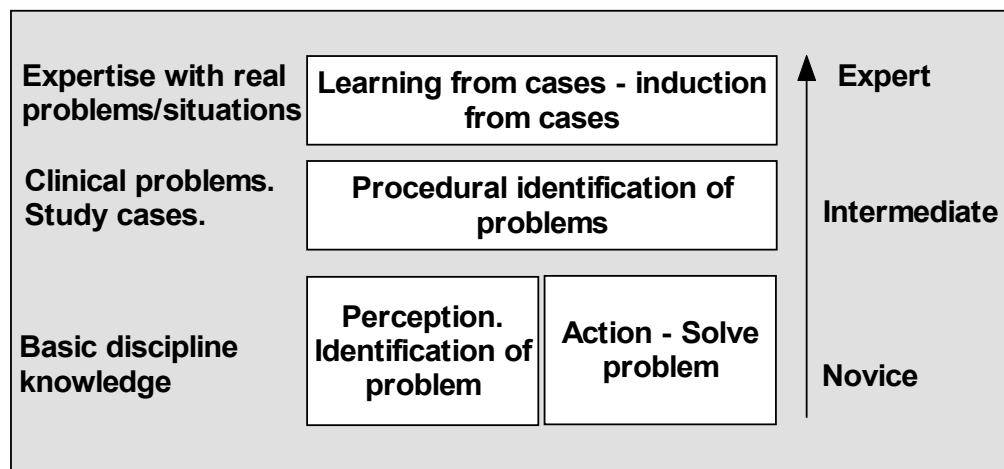 Expertise with real
problems/situations
Learning from cases - induction
from cases
Expert
Clinical problems.
Study cases.
Procedural identification of
problems
Intermediate
Basic discipline
knowledge
Perception.
Identification of
problem
Action - Solve
problem
Novice